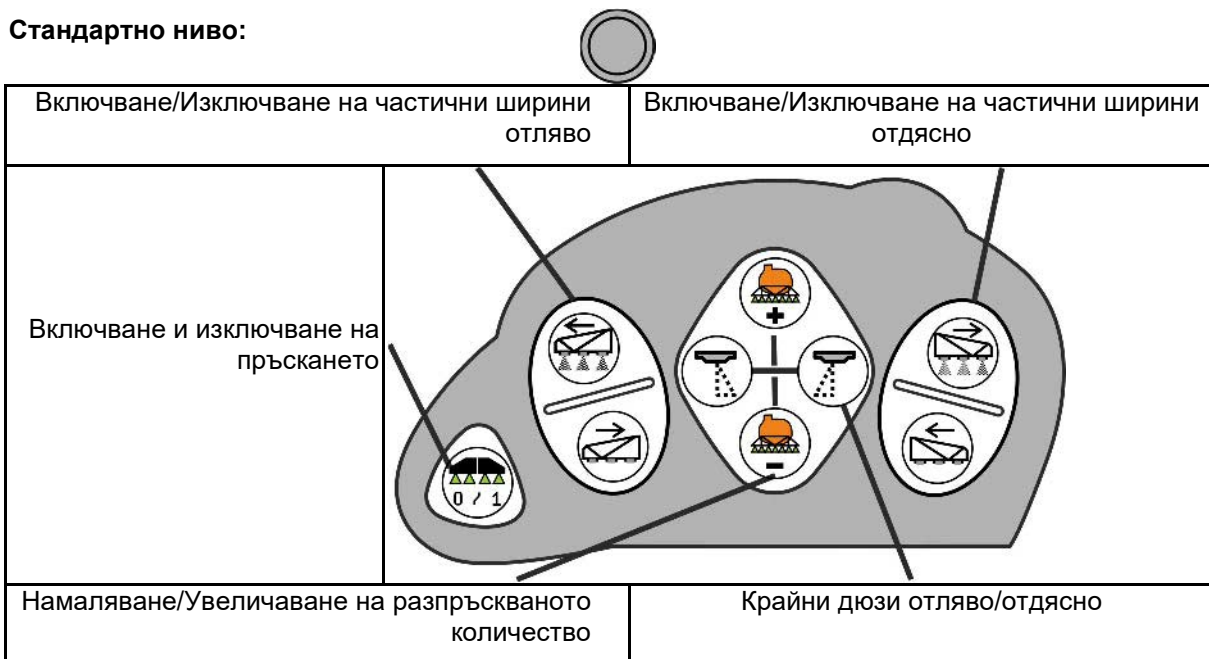 Стандартно ниво:
Включване/Изключване на частични ширини
отляво
Включване/Изключване на частични ширини
отдясно
Включване и изключване на
пръскането
+
-
0 / 1
Намаляване/Увеличаване на разпръскваното
количество
Крайни дюзи отляво/отдясно